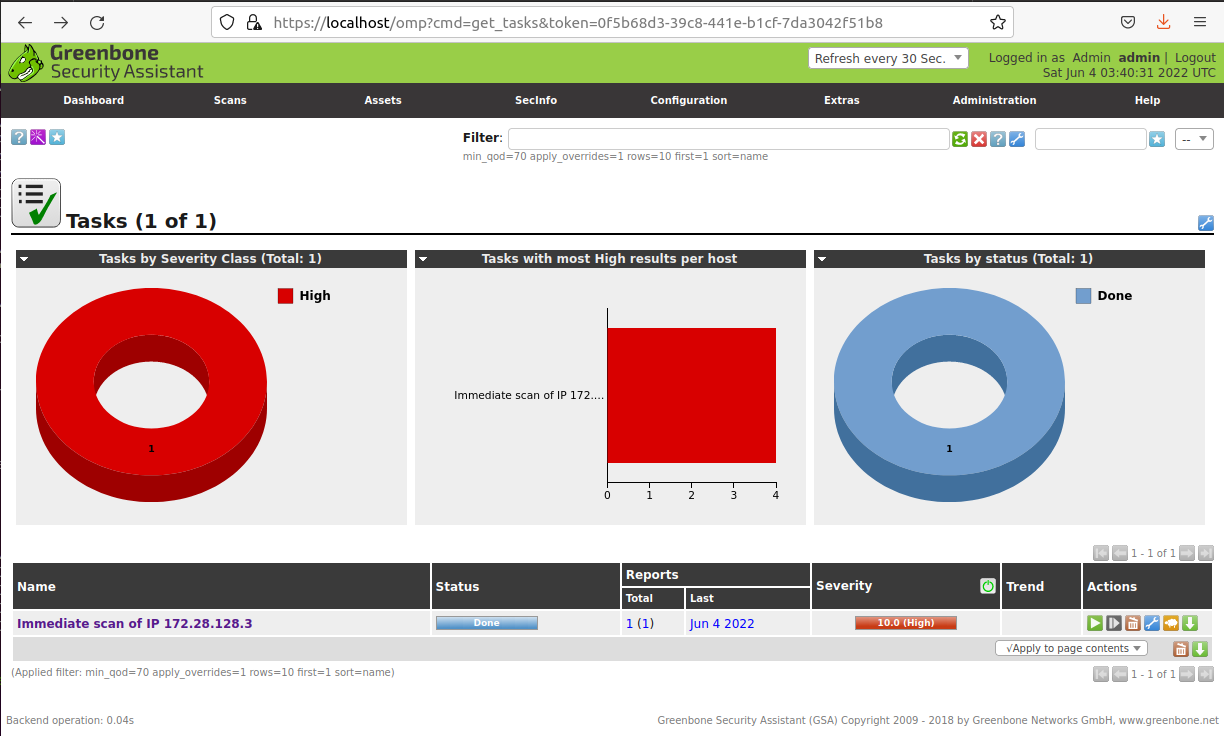 https://localhost/omp?cmd=get_tasks&token=0f5b68d3-39c8-441e-b1cf-7da3042f51b8
Greenbone
Security Assistant
Refresh every 30 Sec.
Logged in as Admin admin | Logout
Sat Jun 4 03:40:31 2022 UTC
Dashboard Scans Assets SecInfo Configuration Extras Administration Help
Filter: --
min_qod=70 apply_overrides=1 rows=10 first=1 sort=name
Tasks (1 of 1)
Tasks by Severity Class (Total: 1)
High
1
Tasks with most High results per host
Immediate scan of IP 172....
0 1 2 3 4
Tasks by status (Total: 1)
Done
1
1 - 1 of 1
Name Status Reports Severity Trend Actions
Total Last
Immediate scan of IP 172.28.128.3 Done 1 (1) Jun 4 2022 10.0 (High)
√Apply to page contents
(Applied filter: min_qod=70 apply_overrides=1 rows=10 first=1 sort=name)
1 - 1 of 1
Backend operation: 0.04s
Greenbone Security Assistant (GSA) Copyright 2009 - 2018 by Greenbone Networks GmbH, www.greenbone.net